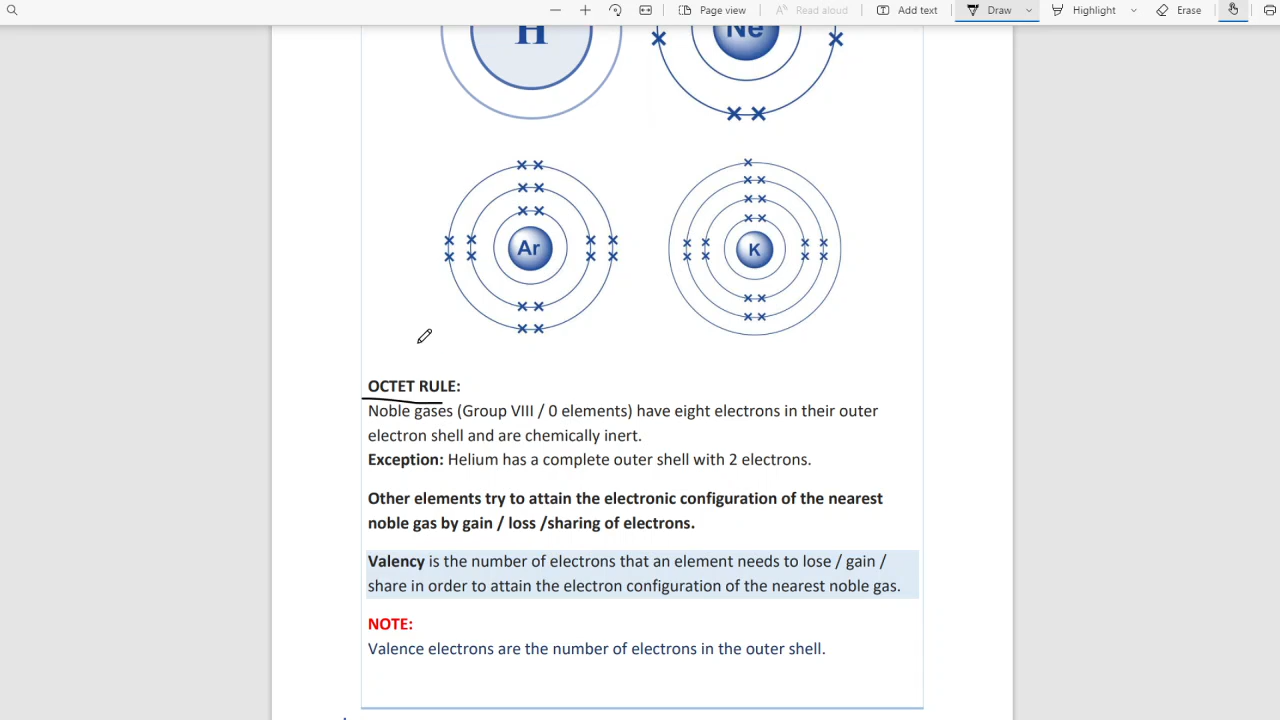 Page view
Read aloud
Add text
Draw
Highlight
Erase
H
Ne
Ar
K
OCTET RULE:
Noble gases (Group VIII / 0 elements) have eight electrons in their outer
electron shell and are chemically inert.
Exception: Helium has a complete outer shell with 2 electrons.
Other elements try to attain the electronic configuration of the nearest
noble gas by gain / loss /sharing of electrons.
Valency is the number of electrons that an element needs to lose / gain /
share in order to attain the electron configuration of the nearest noble gas.
NOTE:
Valence electrons are the number of electrons in the outer shell.